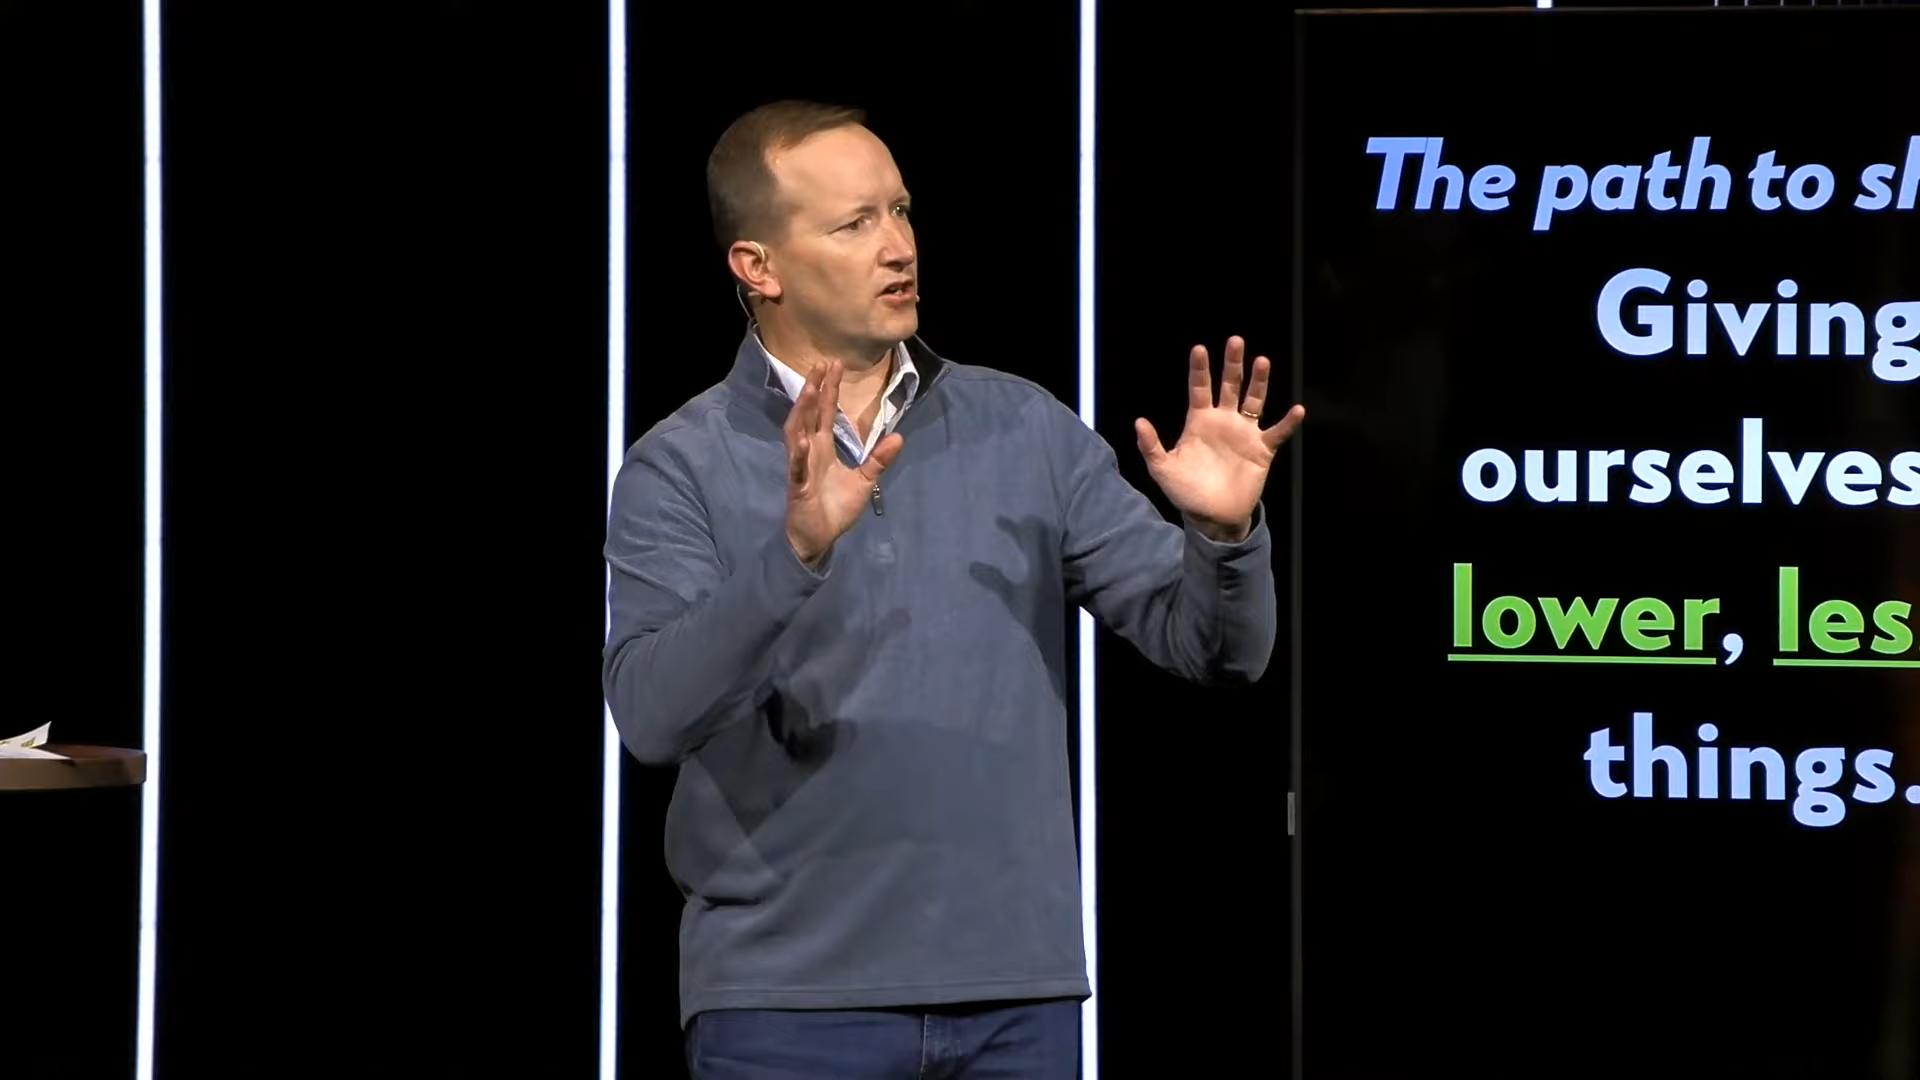 The path to
Giving
ourselves
lower,
things.